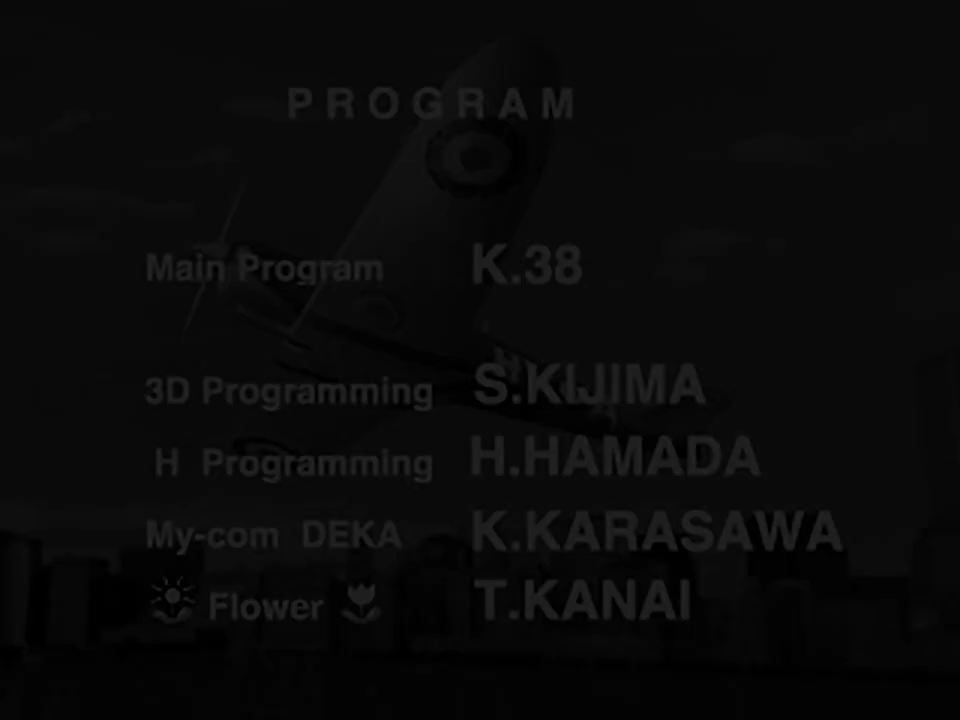 PROGRAM
Main Program K.38
3D Programming S.KIJIMA
H Programming H.HAMADA
My-com DEKA K.KARASAWA
Flower T.KANAI